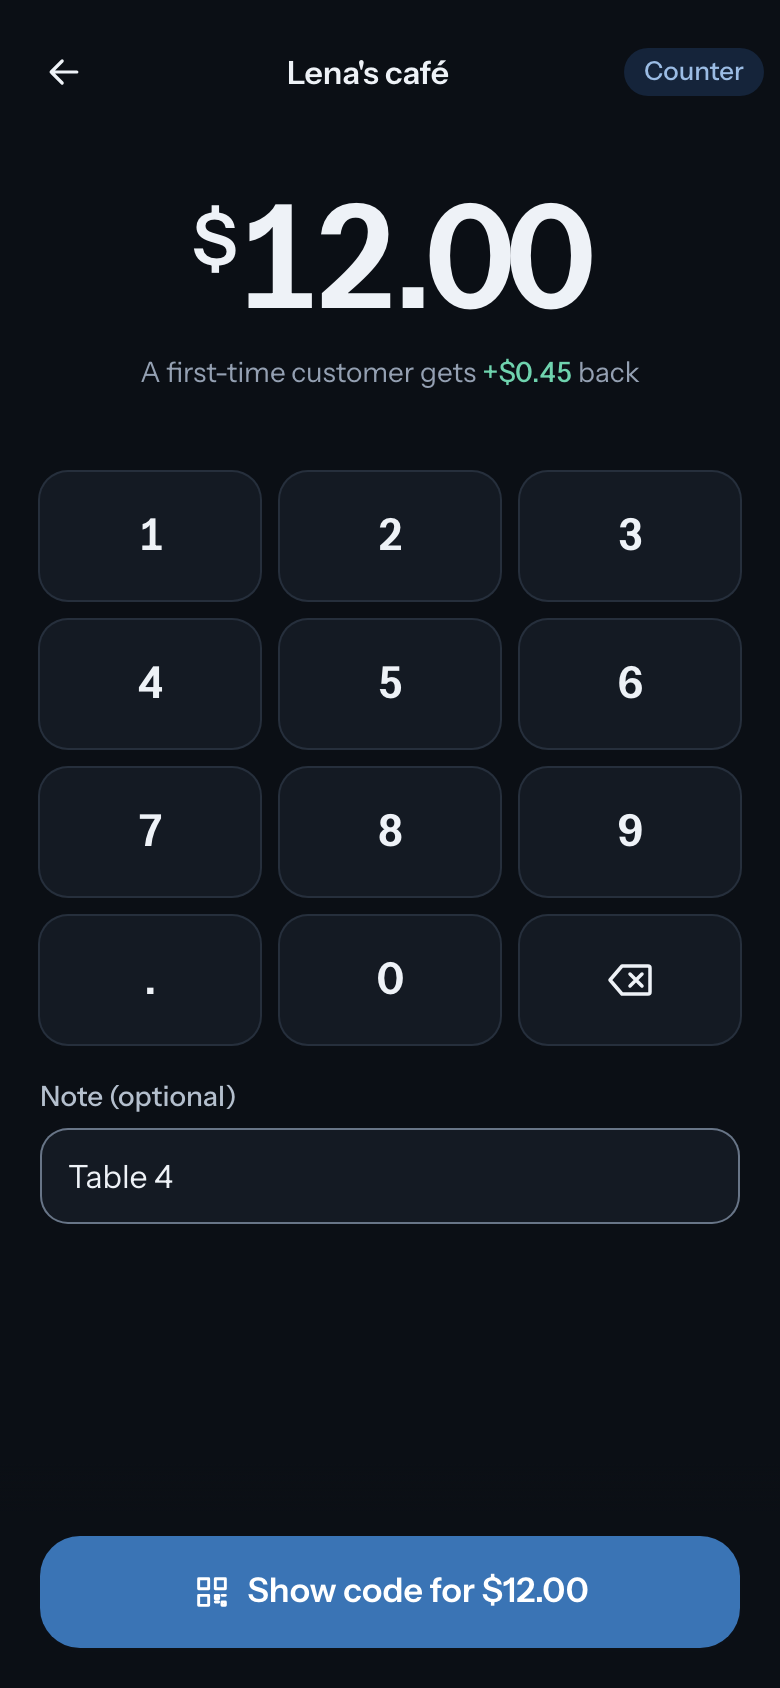 Lena's café
Counter
$12.00
A first-time customer gets +$0.45 back
1 2 3
4 5 6
7 8 9
. 0
Note (optional)
Table 4
Show code for $12.00